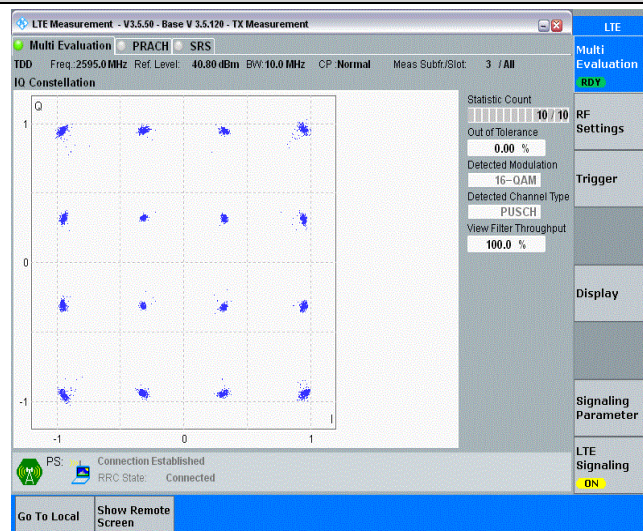 LTE Measurement - V3.5.50 - Base V 3.5.120 - TX Measurement
LTE
Multi Evaluation PRACH SRS
Multi
Evaluation
RDY
TDD Freq.:2595.0 MHz Ref. Level: 40.80 dBm BW:10.0 MHz CP :Normal Meas Subfr./Slot: 3 / All
IQ Constellation
Q
1
0
-1
-1 0 1
I
Statistic Count
10 / 10
Out of Tolerance
0.00 %
Detected Modulation
16-QAM
Detected Channel Type
PUSCH
View Filter Throughput
100.0 %
RF
Settings
Trigger
Display
Signaling
Parameter
LTE
Signaling
ON
PS: Connection Established
RRC State: Connected
Go To Local
Show Remote
Screen